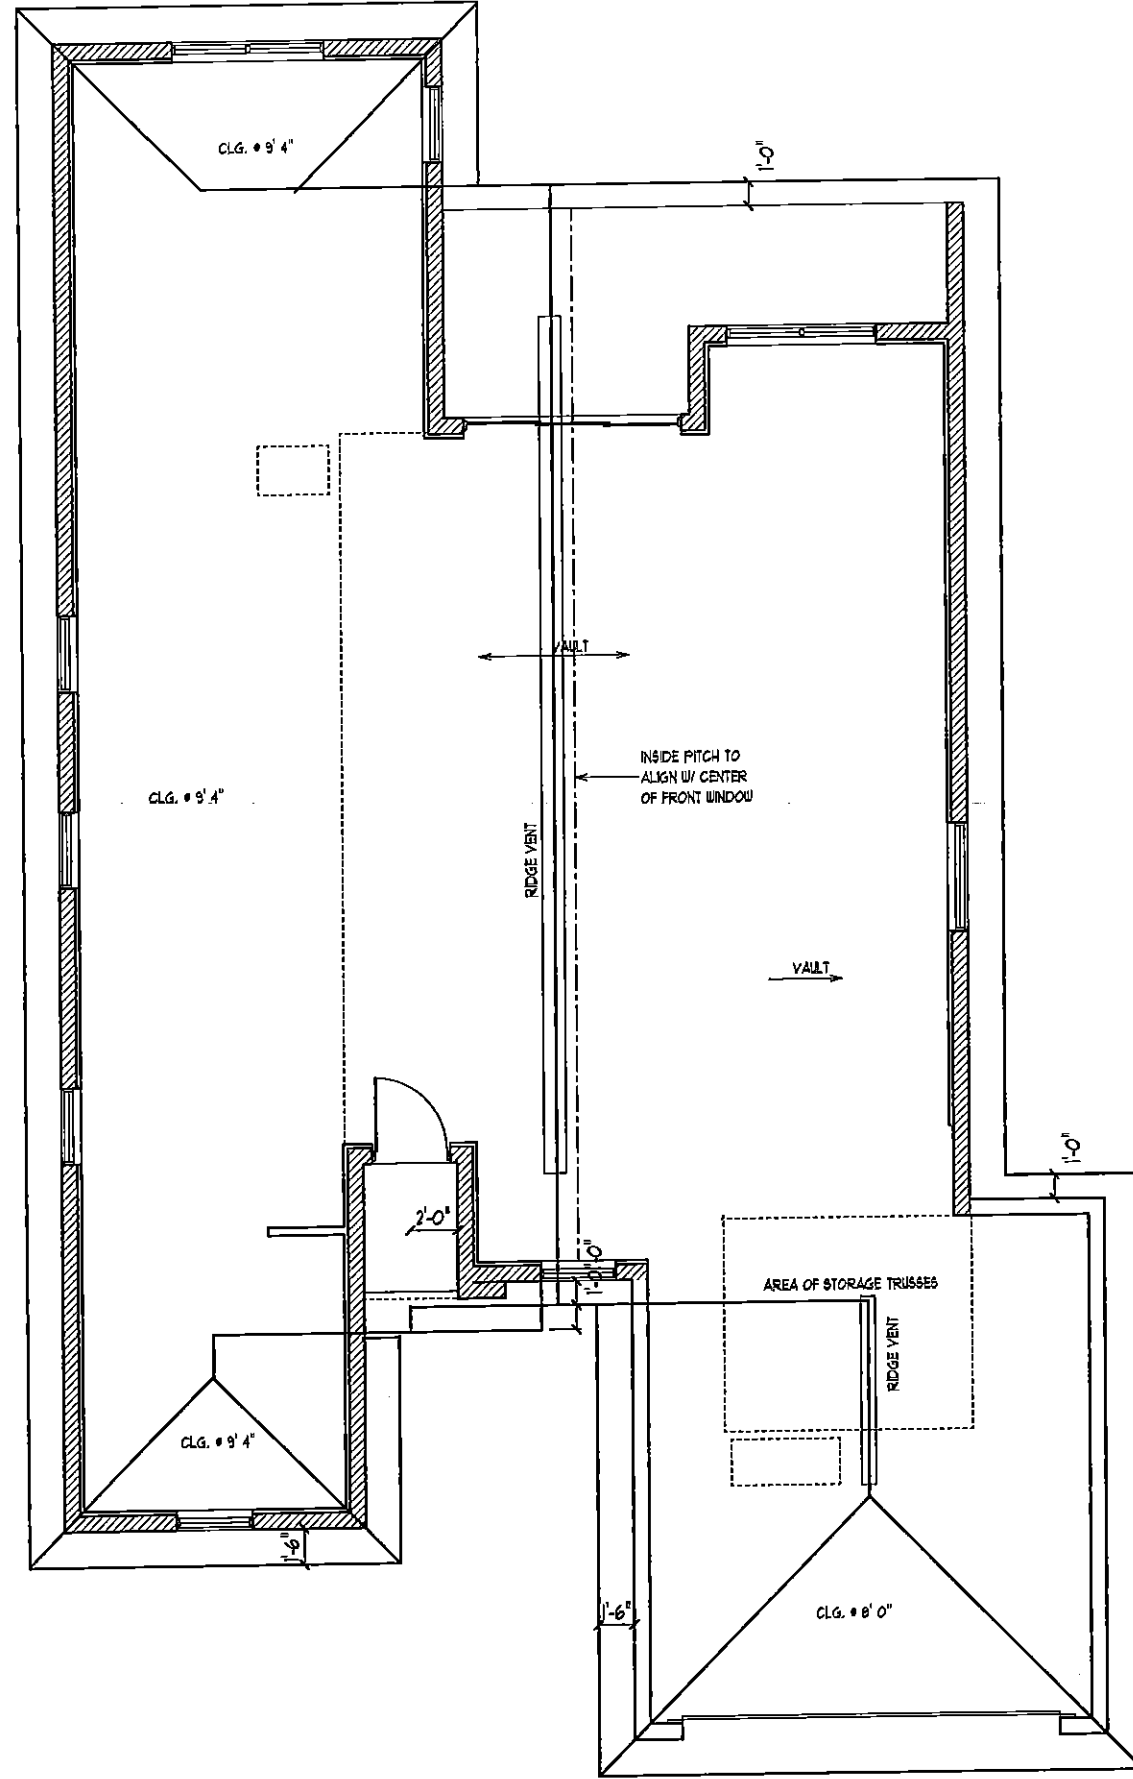 CLG. @ 9' 4"
1'-0"
VAULT
INSIDE PITCH TO
ALIGN W/ CENTER
OF FRONT WINDOW
CLG. @ 9' 4"
RIDGE VENT
VAULT
1'-0"
2'-0"
1'-0"
AREA OF STORAGE TRUSSES
RIDGE VENT
CLG. @ 9' 4"
1'-6"
1'-6"
CLG. @ 8' 0"